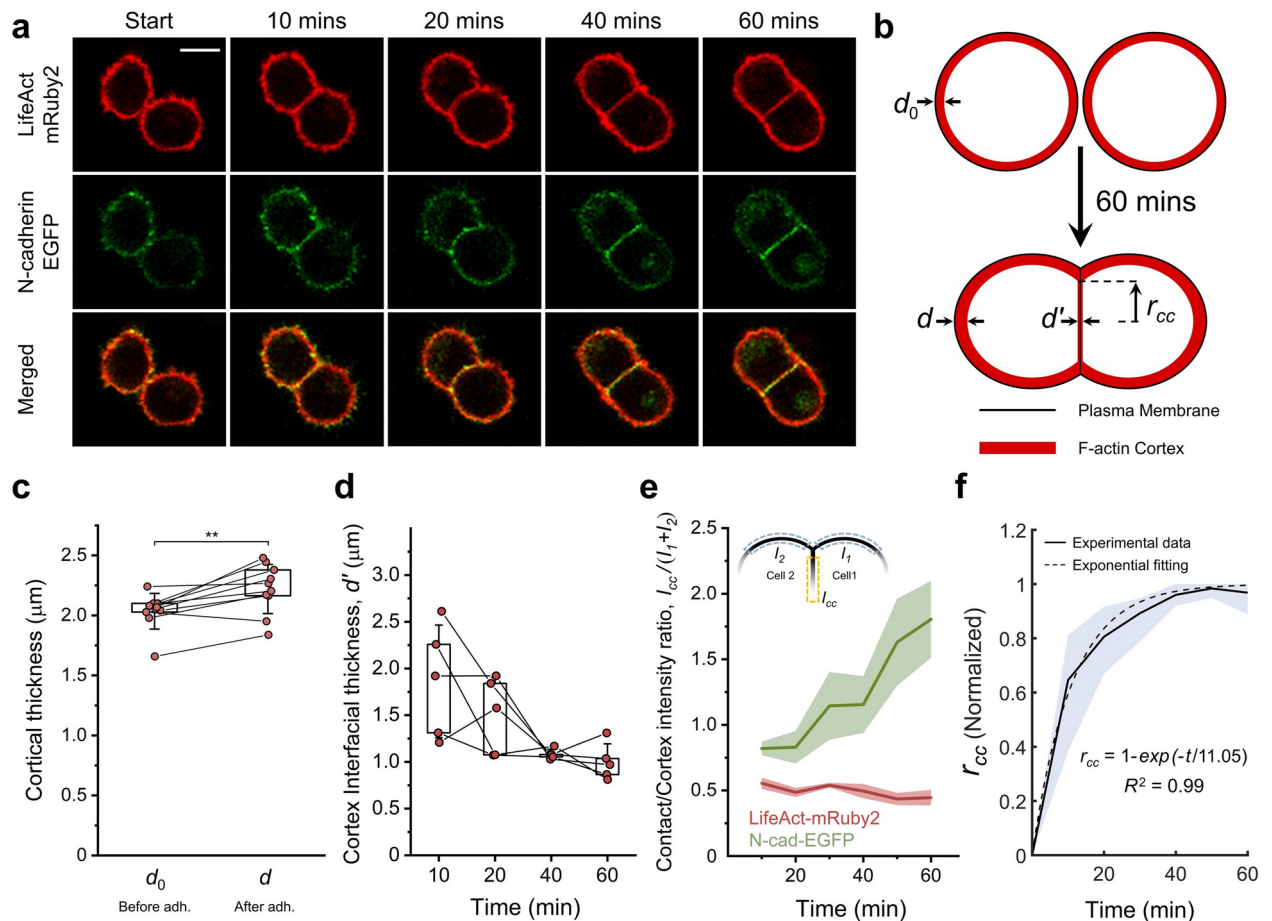 a
Start
10 mins
20 mins
40 mins
60 mins
LifeAct
mRuby2
N-cadherin
EGFP
Merged
b
d₀
60 mins
d
d′
r_cc
Plasma Membrane
F-actin Cortex
c
**
Cortical thickness (μm)
2.5
2.0
1.5
1.0
0.5
0
d₀
d
Before adh.
After adh.
d
Cortex Interfacial thickness, d′ (μm)
3.0
2.5
2.0
1.5
1.0
0.5
0
10
20
40
60
Time (min)
e
Contact/Cortex intensity ratio, I_cc / (I₁+I₂)
2.5
2.0
1.5
1.0
0.5
0
I₂
I₁
Cell 2
Cell1
I_cc
LifeAct-mRuby2
N-cad-EGFP
20
40
60
Time (min)
f
r_cc (Normalized)
1.2
1.0
0.8
0.6
0.4
0.2
0
Experimental data
Exponential fitting
r_cc = 1-exp(-t/11.05)
R² = 0.99
20
40
60
Time (min)